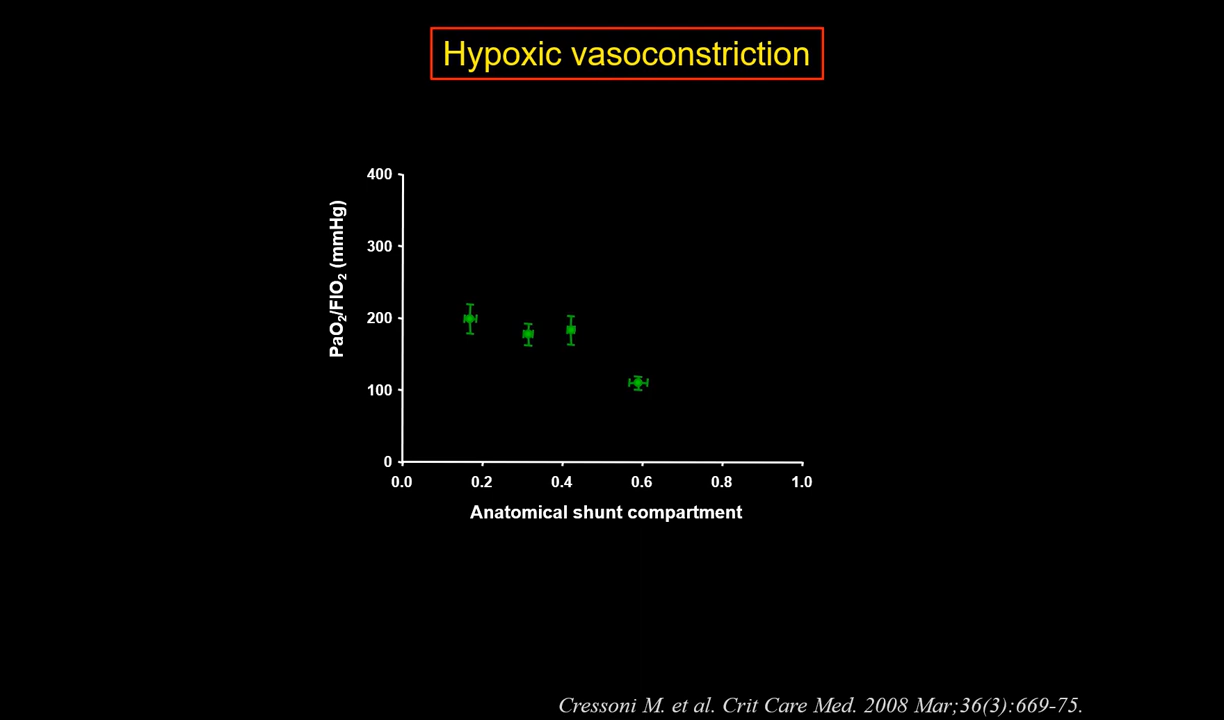 Hypoxic vasoconstriction
PaO₂/FIO₂ (mmHg)
400
300
200
100
0
0.0 0.2 0.4 0.6 0.8 1.0
Anatomical shunt compartment
Cressoni M. et al. Crit Care Med. 2008 Mar;36(3):669-75.